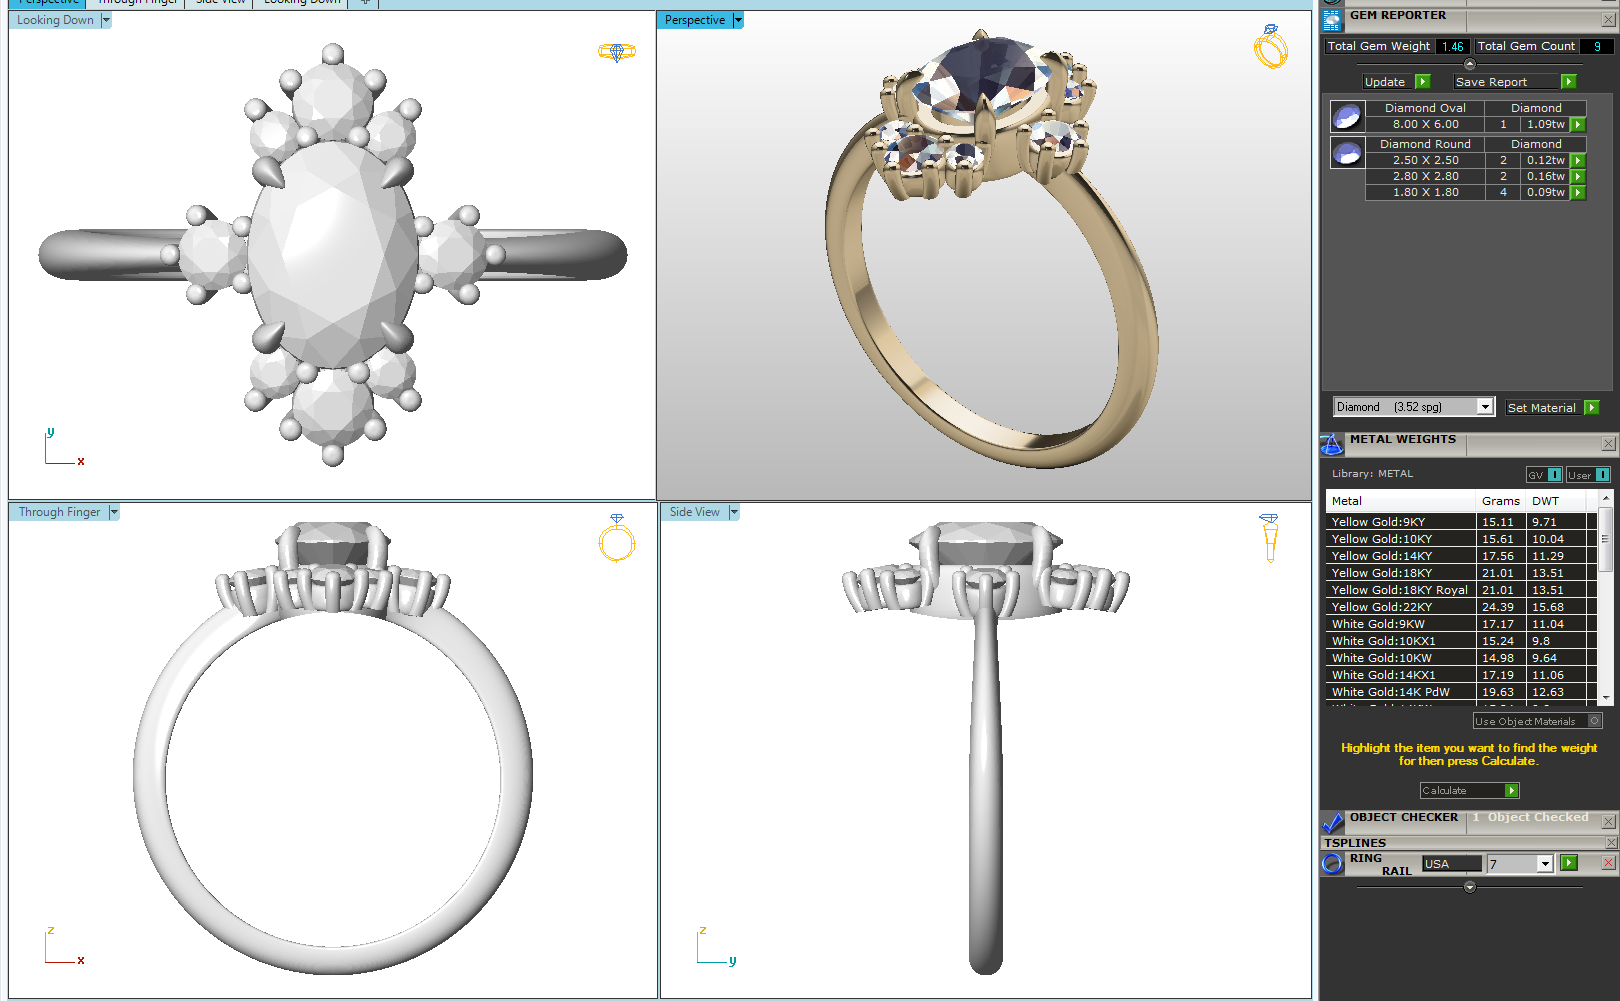 Perspective Through Finger Side View Looking Down
Looking Down
Perspective
y
x
Through Finger
Side View
z
x
z
y
GEM REPORTER
Total Gem Weight 1.46 Total Gem Count 9
Update Save Report
Diamond Oval Diamond
8.00 X 6.00 1 1.09tw
Diamond Round Diamond
2.50 X 2.50 2 0.12tw
2.80 X 2.80 2 0.16tw
1.80 X 1.80 4 0.09tw
Diamond (3.52 spg) Set Material
METAL WEIGHTS
Library: METAL GV I User I
Metal Grams DWT
Yellow Gold:9KY 15.11 9.71
Yellow Gold:10KY 15.61 10.04
Yellow Gold:14KY 17.56 11.29
Yellow Gold:18KY 21.01 13.51
Yellow Gold:18KY Royal 21.01 13.51
Yellow Gold:22KY 24.39 15.68
White Gold:9KW 17.17 11.04
White Gold:10KX1 15.24 9.8
White Gold:10KW 14.98 9.64
White Gold:14KX1 17.19 11.06
White Gold:14K PdW 19.63 12.63
Use Object Materials
Highlight the item you want to find the weight
for then press Calculate.
Calculate
OBJECT CHECKER 1 Object Checked
TSPLINES
RING RAIL USA 7